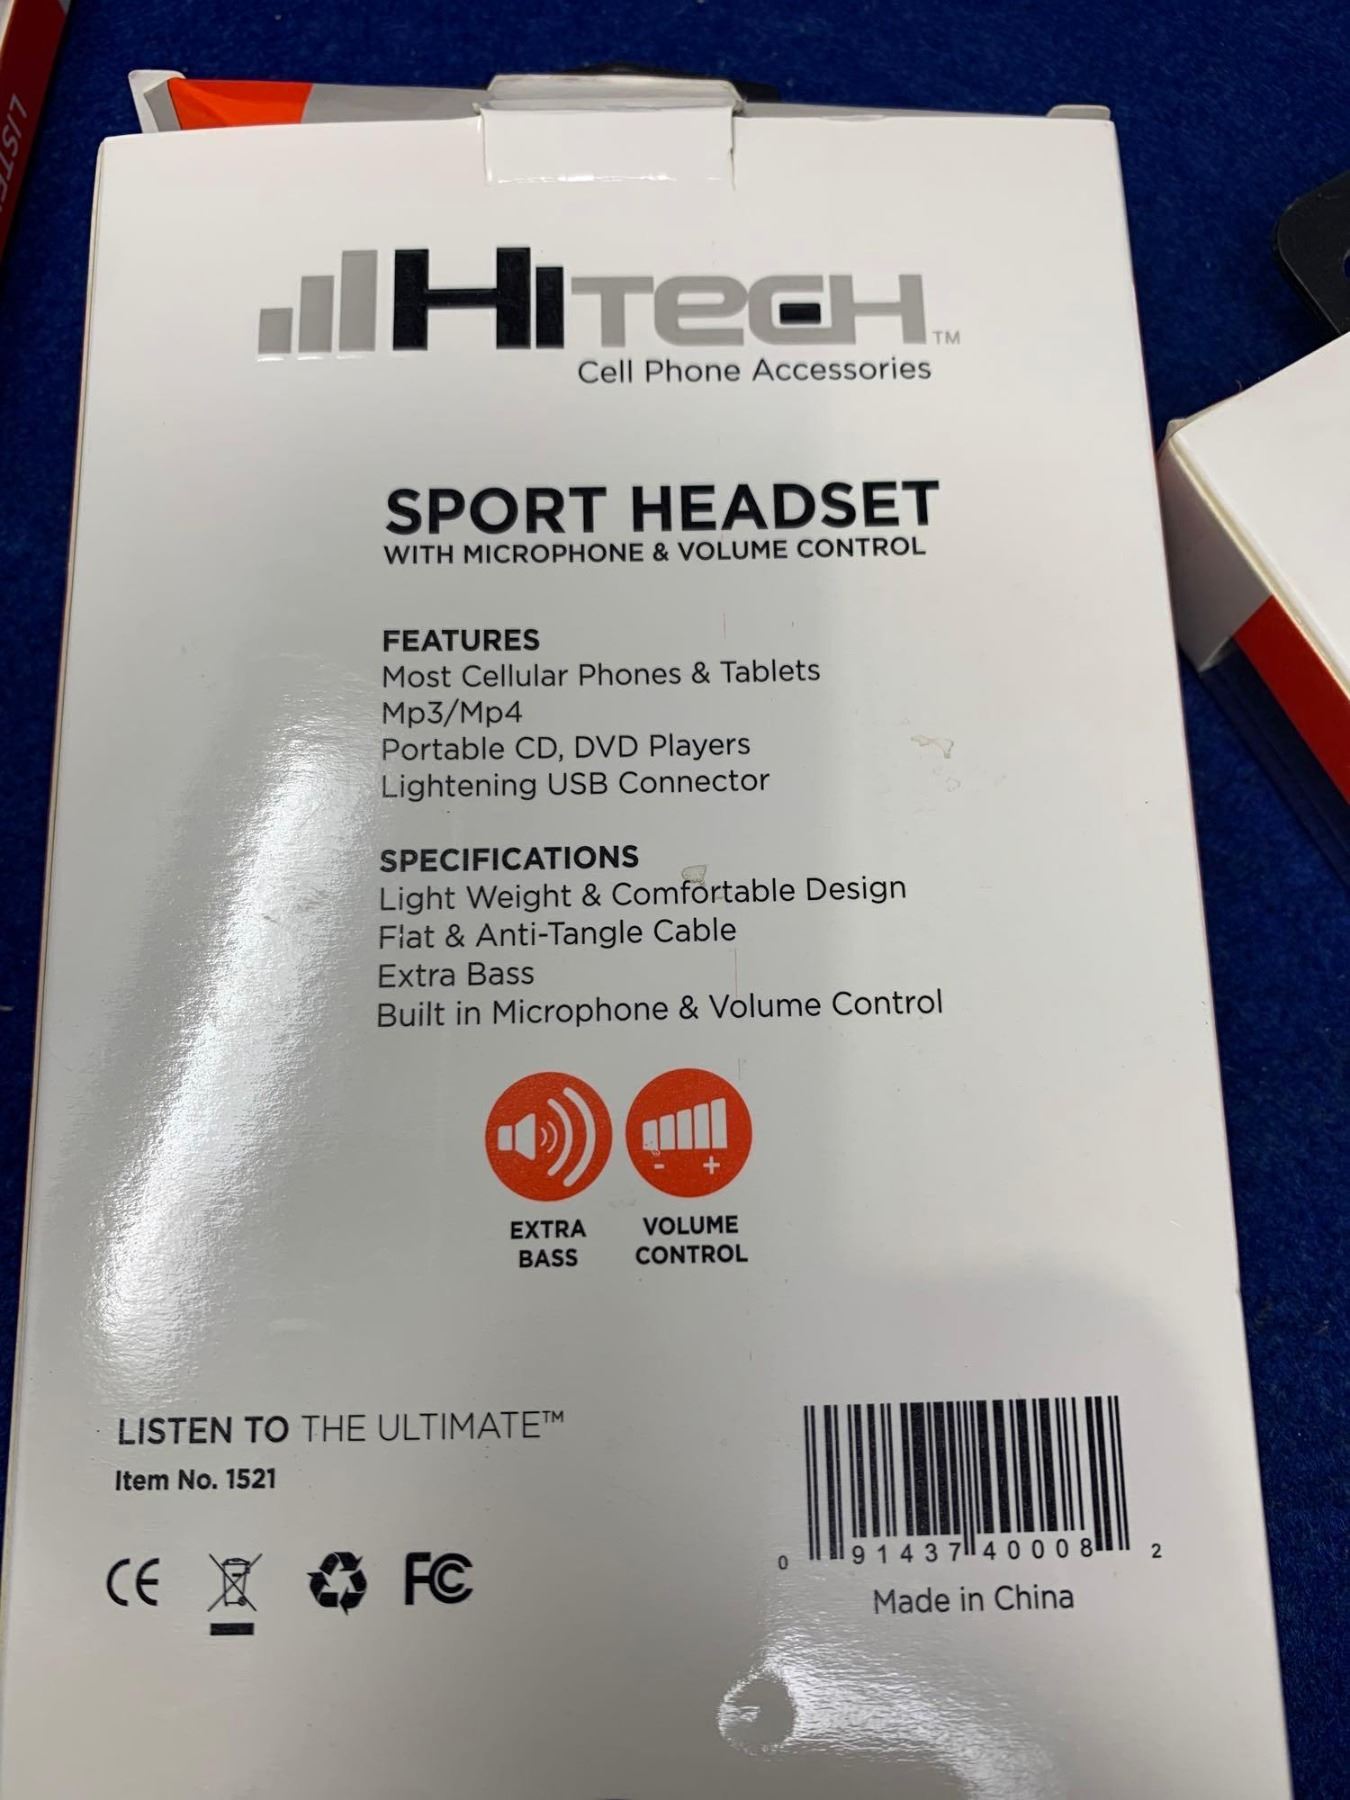 LISTE
HiTECH™
Cell Phone Accessories
SPORT HEADSET
WITH MICROPHONE & VOLUME CONTROL
FEATURES
Most Cellular Phones & Tablets
Mp3/Mp4
Portable CD, DVD Players
Lightening USB Connector
SPECIFICATIONS
Light Weight & Comfortable Design
Flat & Anti-Tangle Cable
Extra Bass
Built in Microphone & Volume Control
- +
EXTRA
BASS
VOLUME
CONTROL
LISTEN TO THE ULTIMATE™
Item No. 1521
CE FC
0 91437 40008 2
Made in China